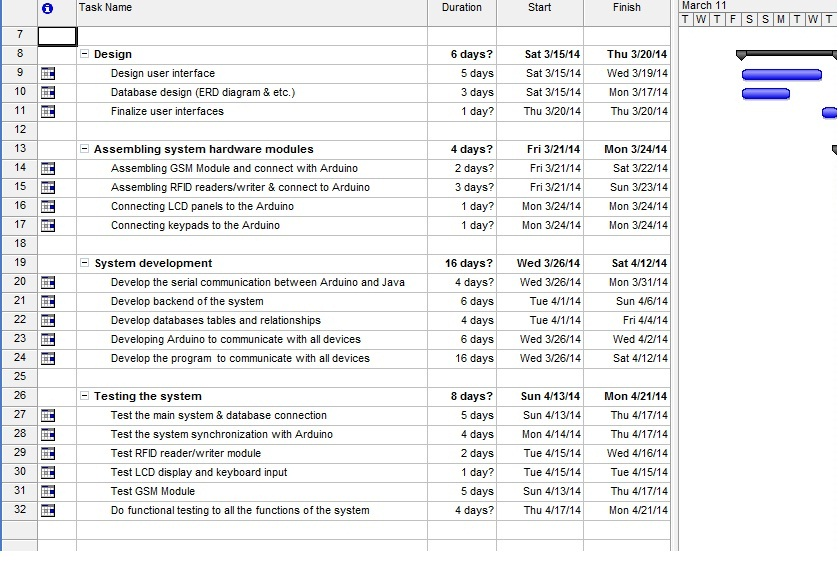 Task Name Duration Start Finish March 11
T W T F S S M T W T
7
8 Design 6 days? Sat 3/15/14 Thu 3/20/14
9 Design user interface 5 days Sat 3/15/14 Wed 3/19/14
10 Database design (ERD diagram & etc.) 3 days Sat 3/15/14 Mon 3/17/14
11 Finalize user interfaces 1 day? Thu 3/20/14 Thu 3/20/14
12
13 Assembling system hardware modules 4 days? Fri 3/21/14 Mon 3/24/14
14 Assembling GSM Module and connect with Arduino 2 days? Fri 3/21/14 Sat 3/22/14
15 Assembling RFID readers/writer & connect to Arduino 3 days? Fri 3/21/14 Sun 3/23/14
16 Connecting LCD panels to the Arduino 1 day? Mon 3/24/14 Mon 3/24/14
17 Connecting keypads to the Arduino 1 day? Mon 3/24/14 Mon 3/24/14
18
19 System development 16 days? Wed 3/26/14 Sat 4/12/14
20 Develop the serial communication between Arduino and Java 4 days? Wed 3/26/14 Mon 3/31/14
21 Develop backend of the system 6 days Tue 4/1/14 Sun 4/6/14
22 Develop databases tables and relationships 4 days Tue 4/1/14 Fri 4/4/14
23 Developing Arduino to communicate with all devices 6 days Wed 3/26/14 Wed 4/2/14
24 Develop the program to communicate with all devices 16 days Wed 3/26/14 Sat 4/12/14
25
26 Testing the system 8 days? Sun 4/13/14 Mon 4/21/14
27 Test the main system & database connection 5 days Sun 4/13/14 Thu 4/17/14
28 Test the system synchronization with Arduino 4 days Mon 4/14/14 Thu 4/17/14
29 Test RFID reader/writer module 2 days Tue 4/15/14 Wed 4/16/14
30 Test LCD display and keyboard input 1 day? Tue 4/15/14 Tue 4/15/14
31 Test GSM Module 5 days Sun 4/13/14 Thu 4/17/14
32 Do functional testing to all the functions of the system 4 days? Thu 4/17/14 Mon 4/21/14